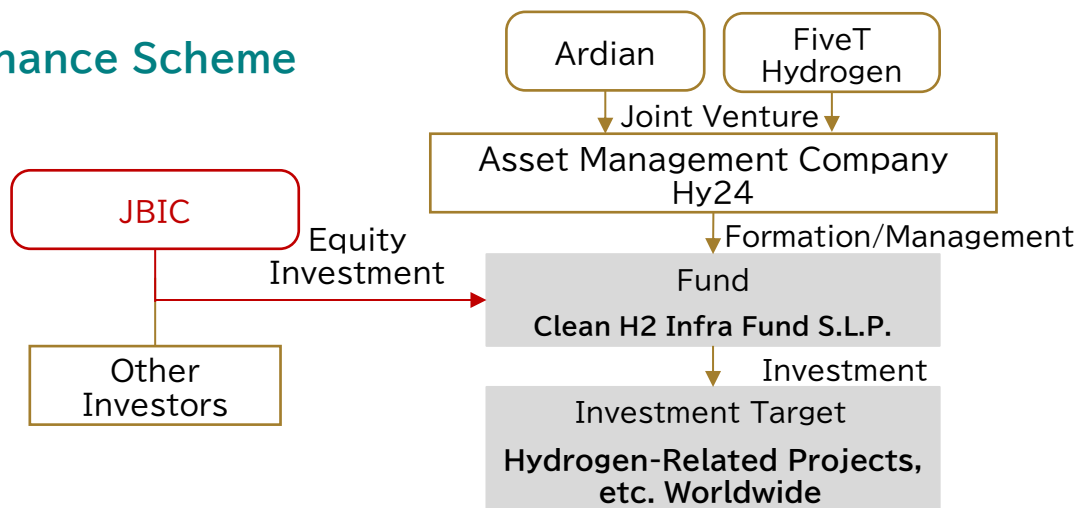 nance Scheme
Ardian
FiveT
Hydrogen
Joint Venture
Asset Management Company
Hy24
JBIC
Equity
Investment
Formation/Management
Fund
Clean H2 Infra Fund S.L.P.
Other
Investors
Investment
Investment Target
Hydrogen-Related Projects,
etc. Worldwide